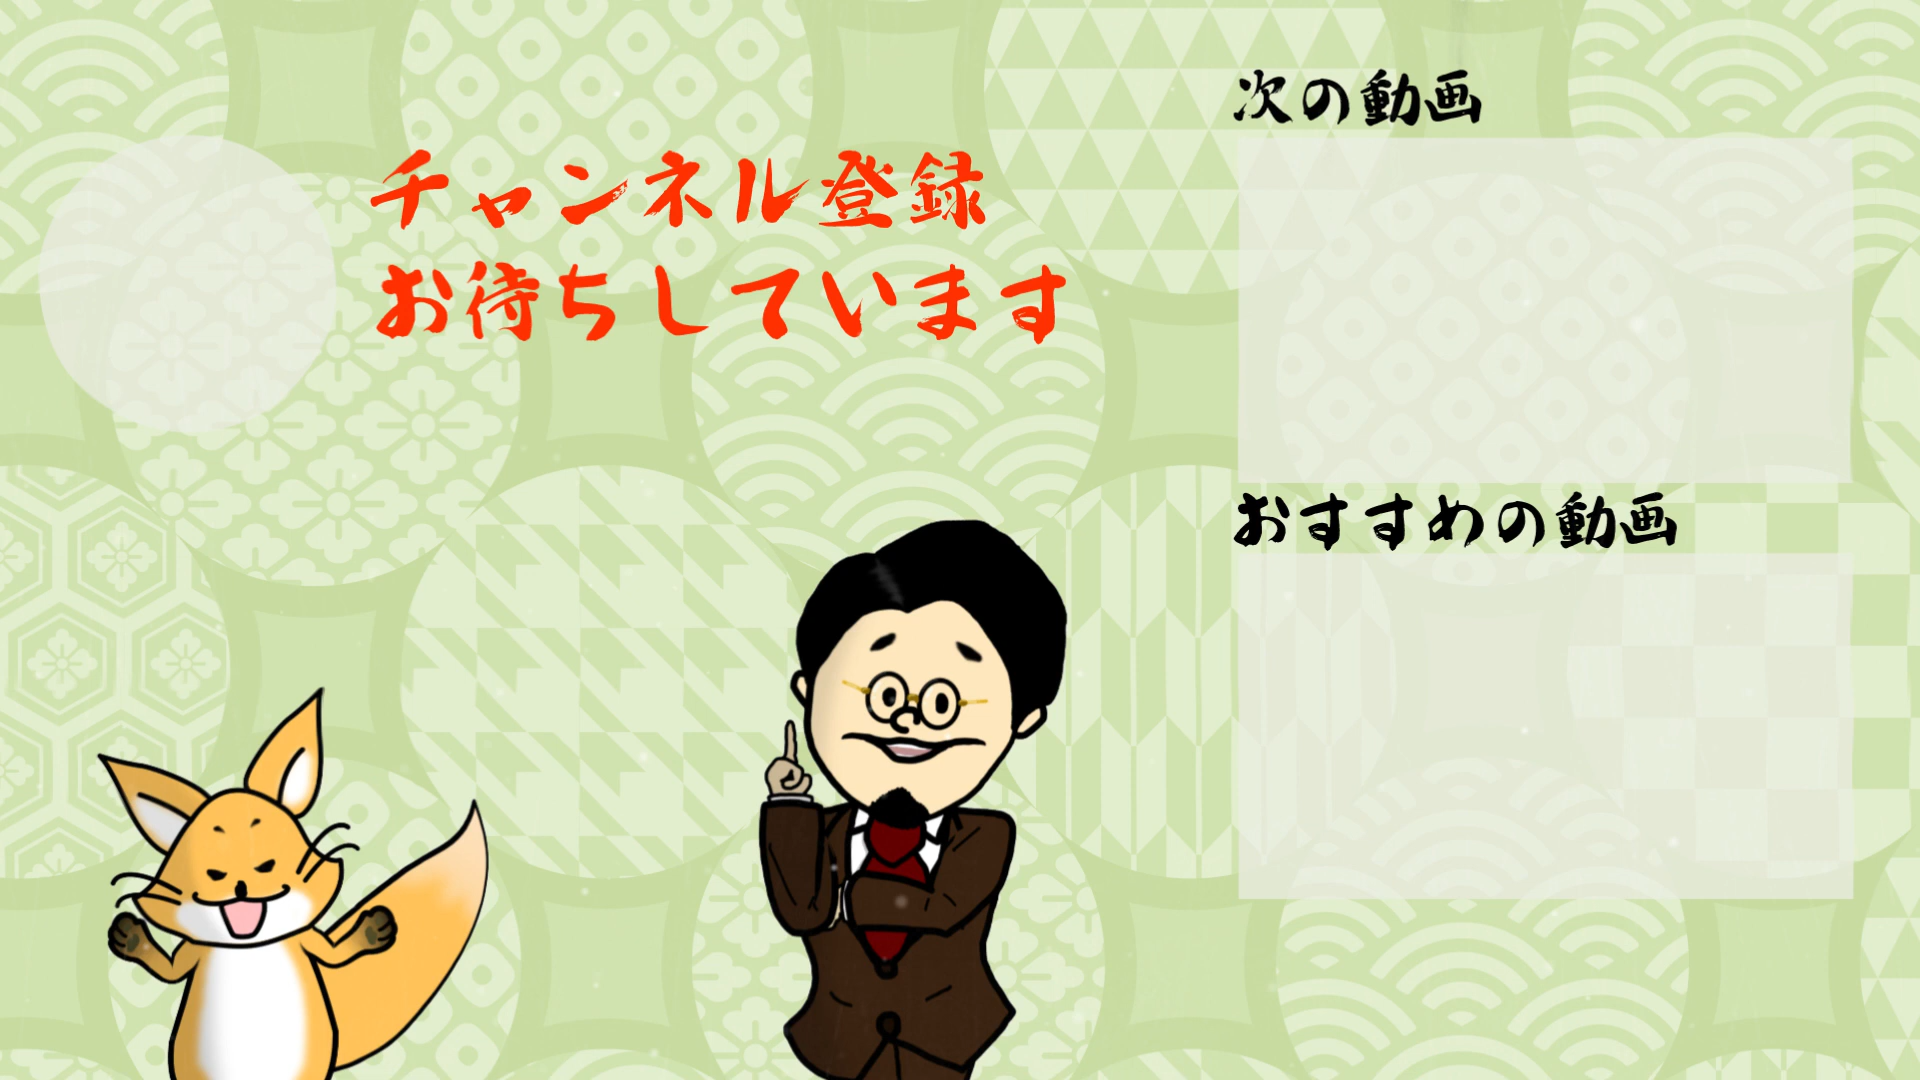 チャンネル登録
お待ちしています
次の動画
おすすめの動画